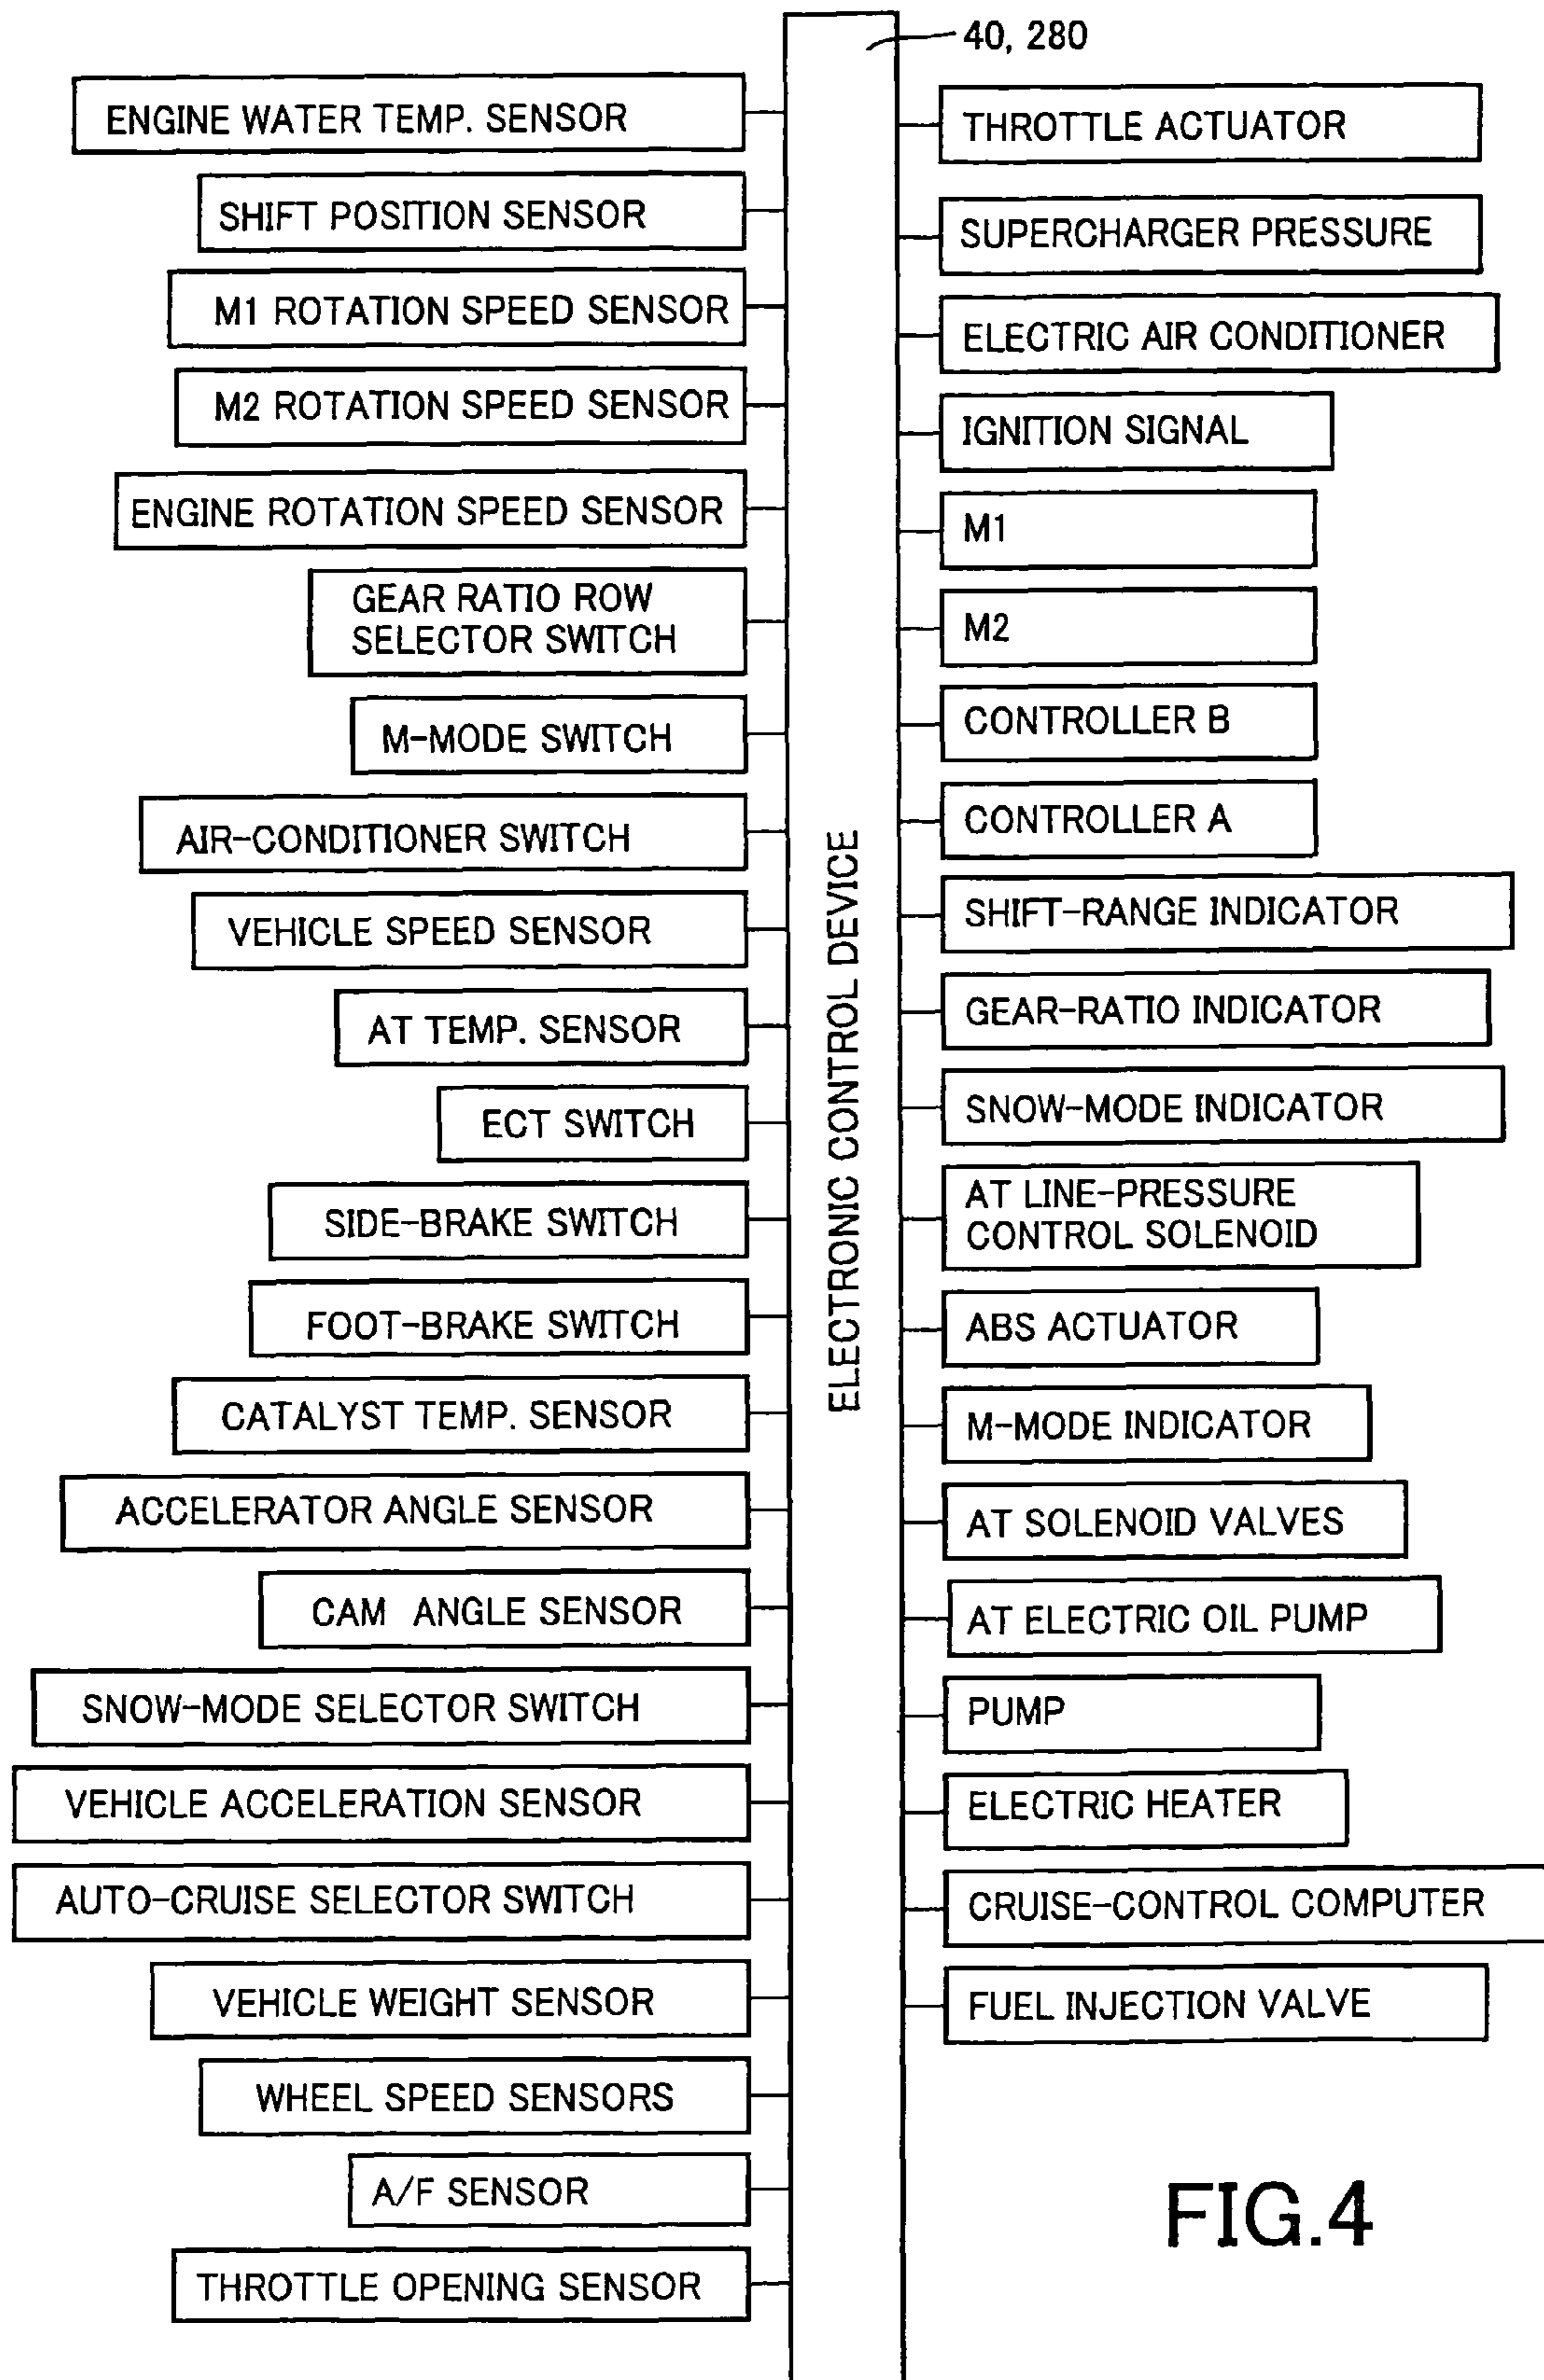 40, 280
ENGINE WATER TEMP. SENSOR
SHIFT POSITION SENSOR
M1 ROTATION SPEED SENSOR
M2 ROTATION SPEED SENSOR
ENGINE ROTATION SPEED SENSOR
GEAR RATIO ROW
SELECTOR SWITCH
M-MODE SWITCH
AIR-CONDITIONER SWITCH
VEHICLE SPEED SENSOR
AT TEMP. SENSOR
ECT SWITCH
SIDE-BRAKE SWITCH
FOOT-BRAKE SWITCH
CATALYST TEMP. SENSOR
ACCELERATOR ANGLE SENSOR
CAM ANGLE SENSOR
SNOW-MODE SELECTOR SWITCH
VEHICLE ACCELERATION SENSOR
AUTO-CRUISE SELECTOR SWITCH
VEHICLE WEIGHT SENSOR
WHEEL SPEED SENSORS
A/F SENSOR
THROTTLE OPENING SENSOR
ELECTRONIC CONTROL DEVICE
THROTTLE ACTUATOR
SUPERCHARGER PRESSURE
ELECTRIC AIR CONDITIONER
IGNITION SIGNAL
M1
M2
CONTROLLER B
CONTROLLER A
SHIFT-RANGE INDICATOR
GEAR-RATIO INDICATOR
SNOW-MODE INDICATOR
AT LINE-PRESSURE
CONTROL SOLENOID
ABS ACTUATOR
M-MODE INDICATOR
AT SOLENOID VALVES
AT ELECTRIC OIL PUMP
PUMP
ELECTRIC HEATER
CRUISE-CONTROL COMPUTER
FUEL INJECTION VALVE
FIG.4